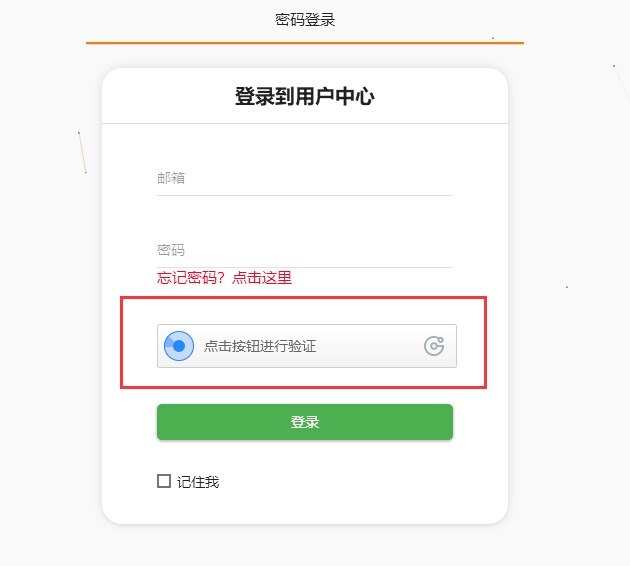 密码登录
登录到用户中心
邮箱
密码
忘记密码？点击这里
点击按钮进行验证
登录
记住我